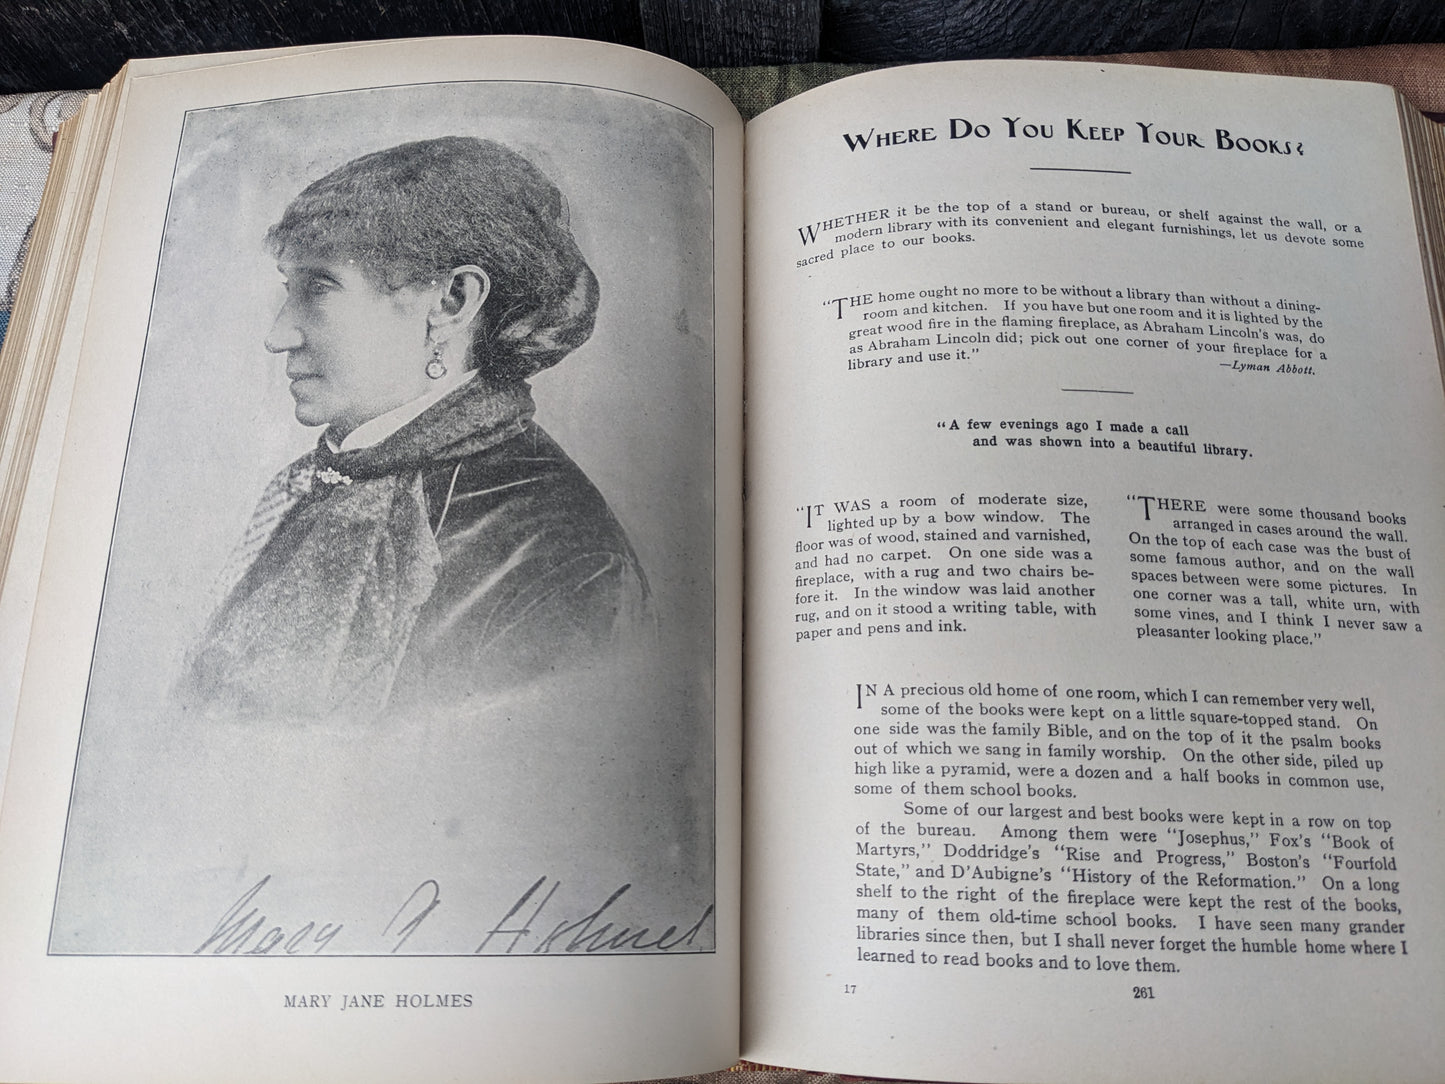 Mary J Holmes
MARY JANE HOLMES
WHERE DO YOU KEEP YOUR BOOKS?
WHETHER it be the top of a stand or bureau, or shelf against the wall, or a
modern library with its convenient and elegant furnishings, let us devote some
sacred place to our books.
"THE home ought no more to be without a library than without a dining-
room and kitchen. If you have but one room and it is lighted by the
great wood fire in the flaming fireplace, as Abraham Lincoln's was, do
as Abraham Lincoln did; pick out one corner of your fireplace for a
library and use it."
—Lyman Abbott.
"A few evenings ago I made a call
and was shown into a beautiful library.
"IT WAS a room of moderate size,
lighted up by a bow window. The
floor was of wood, stained and varnished,
and had no carpet. On one side was a
fireplace, with a rug and two chairs be-
fore it. In the window was laid another
rug, and on it stood a writing table, with
paper and pens and ink.
"THERE were some thousand books
arranged in cases around the wall.
On the top of each case was the bust of
some famous author, and on the wall
spaces between were some pictures. In
one corner was a tall, white urn, with
some vines, and I think I never saw a
pleasanter looking place."
IN A precious old home of one room, which I can remember very well,
some of the books were kept on a little square-topped stand. On
one side was the family Bible, and on the top of it the psalm books
out of which we sang in family worship. On the other side, piled up
high like a pyramid, were a dozen and a half books in common use,
some of them school books.
Some of our largest and best books were kept in a row on top
of the bureau. Among them were "Josephus," Fox's "Book of
Martyrs," Doddridge's "Rise and Progress," Boston's "Fourfold
State," and D'Aubigne's "History of the Reformation." On a long
shelf to the right of the fireplace were kept the rest of the books,
many of them old-time school books. I have seen many grander
libraries since then, but I shall never forget the humble home where I
learned to read books and to love them.
17
261